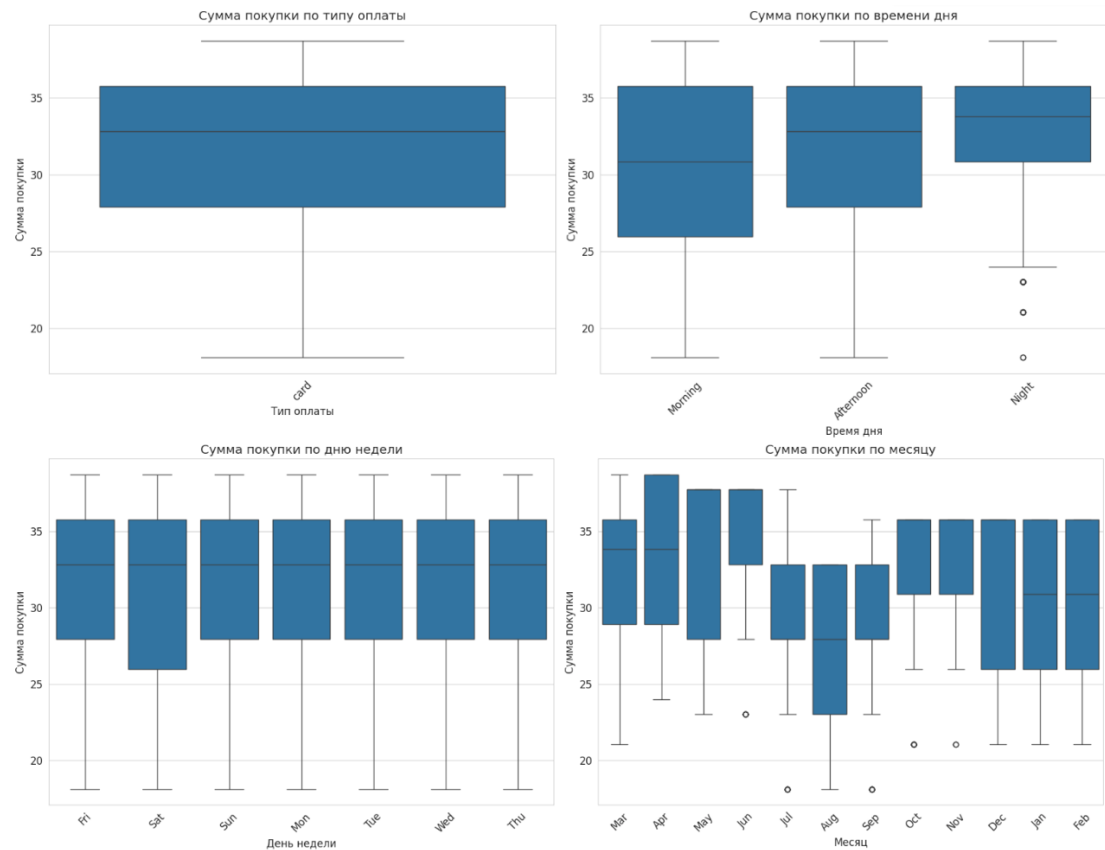 Сумма покупки по типу оплаты
Сумма покупки
35
30
25
20
card
Тип оплаты
Сумма покупки по времени дня
Сумма покупки
35
30
25
20
Morning
Afternoon
Night
Время дня
Сумма покупки по дню недели
Сумма покупки
35
30
25
20
Fri
Sat
Sun
Mon
Tue
Wed
Thu
День недели
Сумма покупки по месяцу
Сумма покупки
35
30
25
20
Mar
Apr
May
Jun
Jul
Aug
Sep
Oct
Nov
Dec
Jan
Feb
Месяц